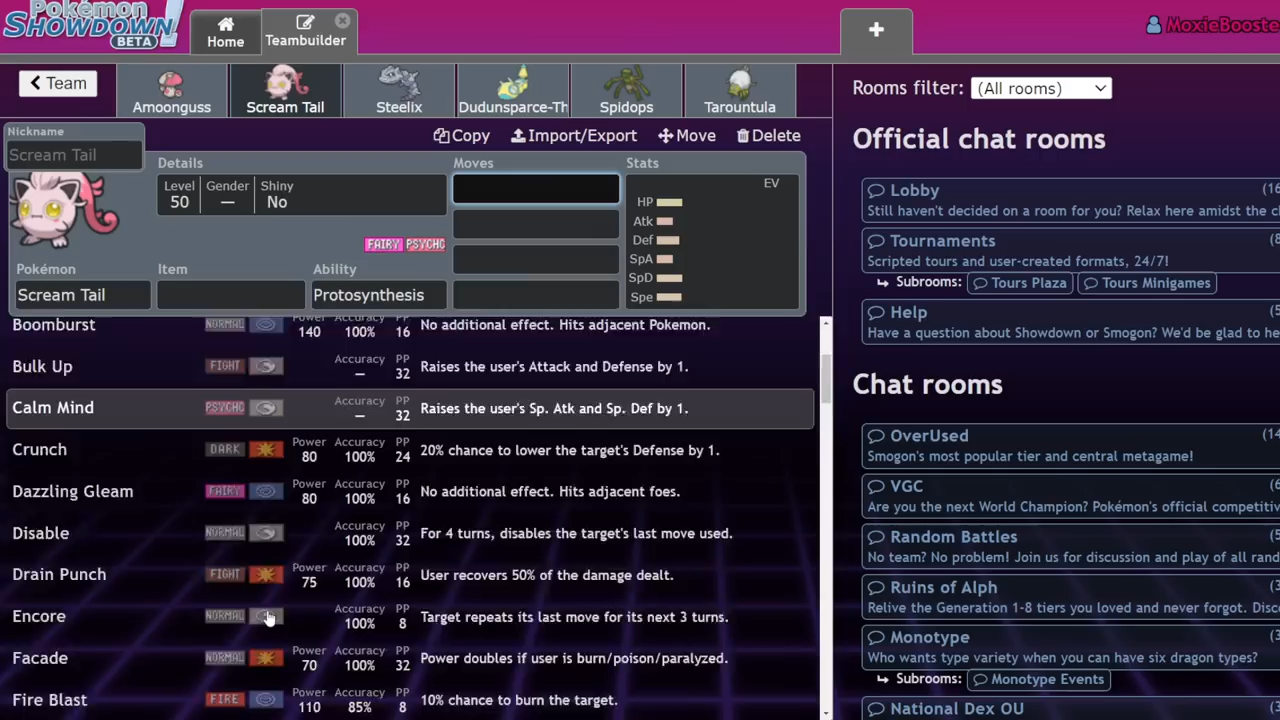 Pokémon
SHOWDOWN!
BETA
Home
Teambuilder
+
MoxieBooste
Team
Amoonguss
Scream Tail
Steelix
Dudunsparce-Th
Spidops
Tarountula
Copy
Import/Export
Move
Delete
Nickname
Scream Tail
Details
Level
50
Gender
—
Shiny
No
FAIRY PSYCHC
Pokémon
Scream Tail
Item
Ability
Protosynthesis
Moves
Stats
EV
HP
Atk
Def
SpA
SpD
Spe
Boomburst NORMAL 140 100% 16 No additional effect. Hits adjacent Pokemon.
Bulk Up FIGHT Accuracy — PP 32 Raises the user's Attack and Defense by 1.
Calm Mind PSYCHC Accuracy — PP 32 Raises the user's Sp. Atk and Sp. Def by 1.
Crunch DARK Power 80 Accuracy 100% PP 24 20% chance to lower the target's Defense by 1.
Dazzling Gleam FAIRY Power 80 Accuracy 100% PP 16 No additional effect. Hits adjacent foes.
Disable NORMAL Accuracy 100% PP 32 For 4 turns, disables the target's last move used.
Drain Punch FIGHT Power 75 Accuracy 100% PP 16 User recovers 50% of the damage dealt.
Encore NORMAL Accuracy 100% PP 8 Target repeats its last move for its next 3 turns.
Facade NORMAL Power 70 Accuracy 100% PP 32 Power doubles if user is burn/poison/paralyzed.
Fire Blast FIRE Power 110 Accuracy 85% PP 8 10% chance to burn the target.
Rooms filter: (All rooms)
Official chat rooms
Lobby (16
Still haven't decided on a room for you? Relax here amidst the c
Tournaments (8
Scripted tours and user-created formats, 24/7!
Subrooms: Tours Plaza Tours Minigames
Help (5
Have a question about Showdown or Smogon? We'd be glad to he
Chat rooms
OverUsed (14
Smogon's most popular tier and central metagame!
VGC (6
Are you the next World Champion? Pokémon's official competitiv
Random Battles (5
No team? No problem! Join us for discussion and play of all rand
Ruins of Alph (3
Relive the Generation 1-8 tiers you loved and never forgot. Disc
Monotype (3
Who wants type variety when you can have six dragon types?
Subrooms: Monotype Events
National Dex OU (3